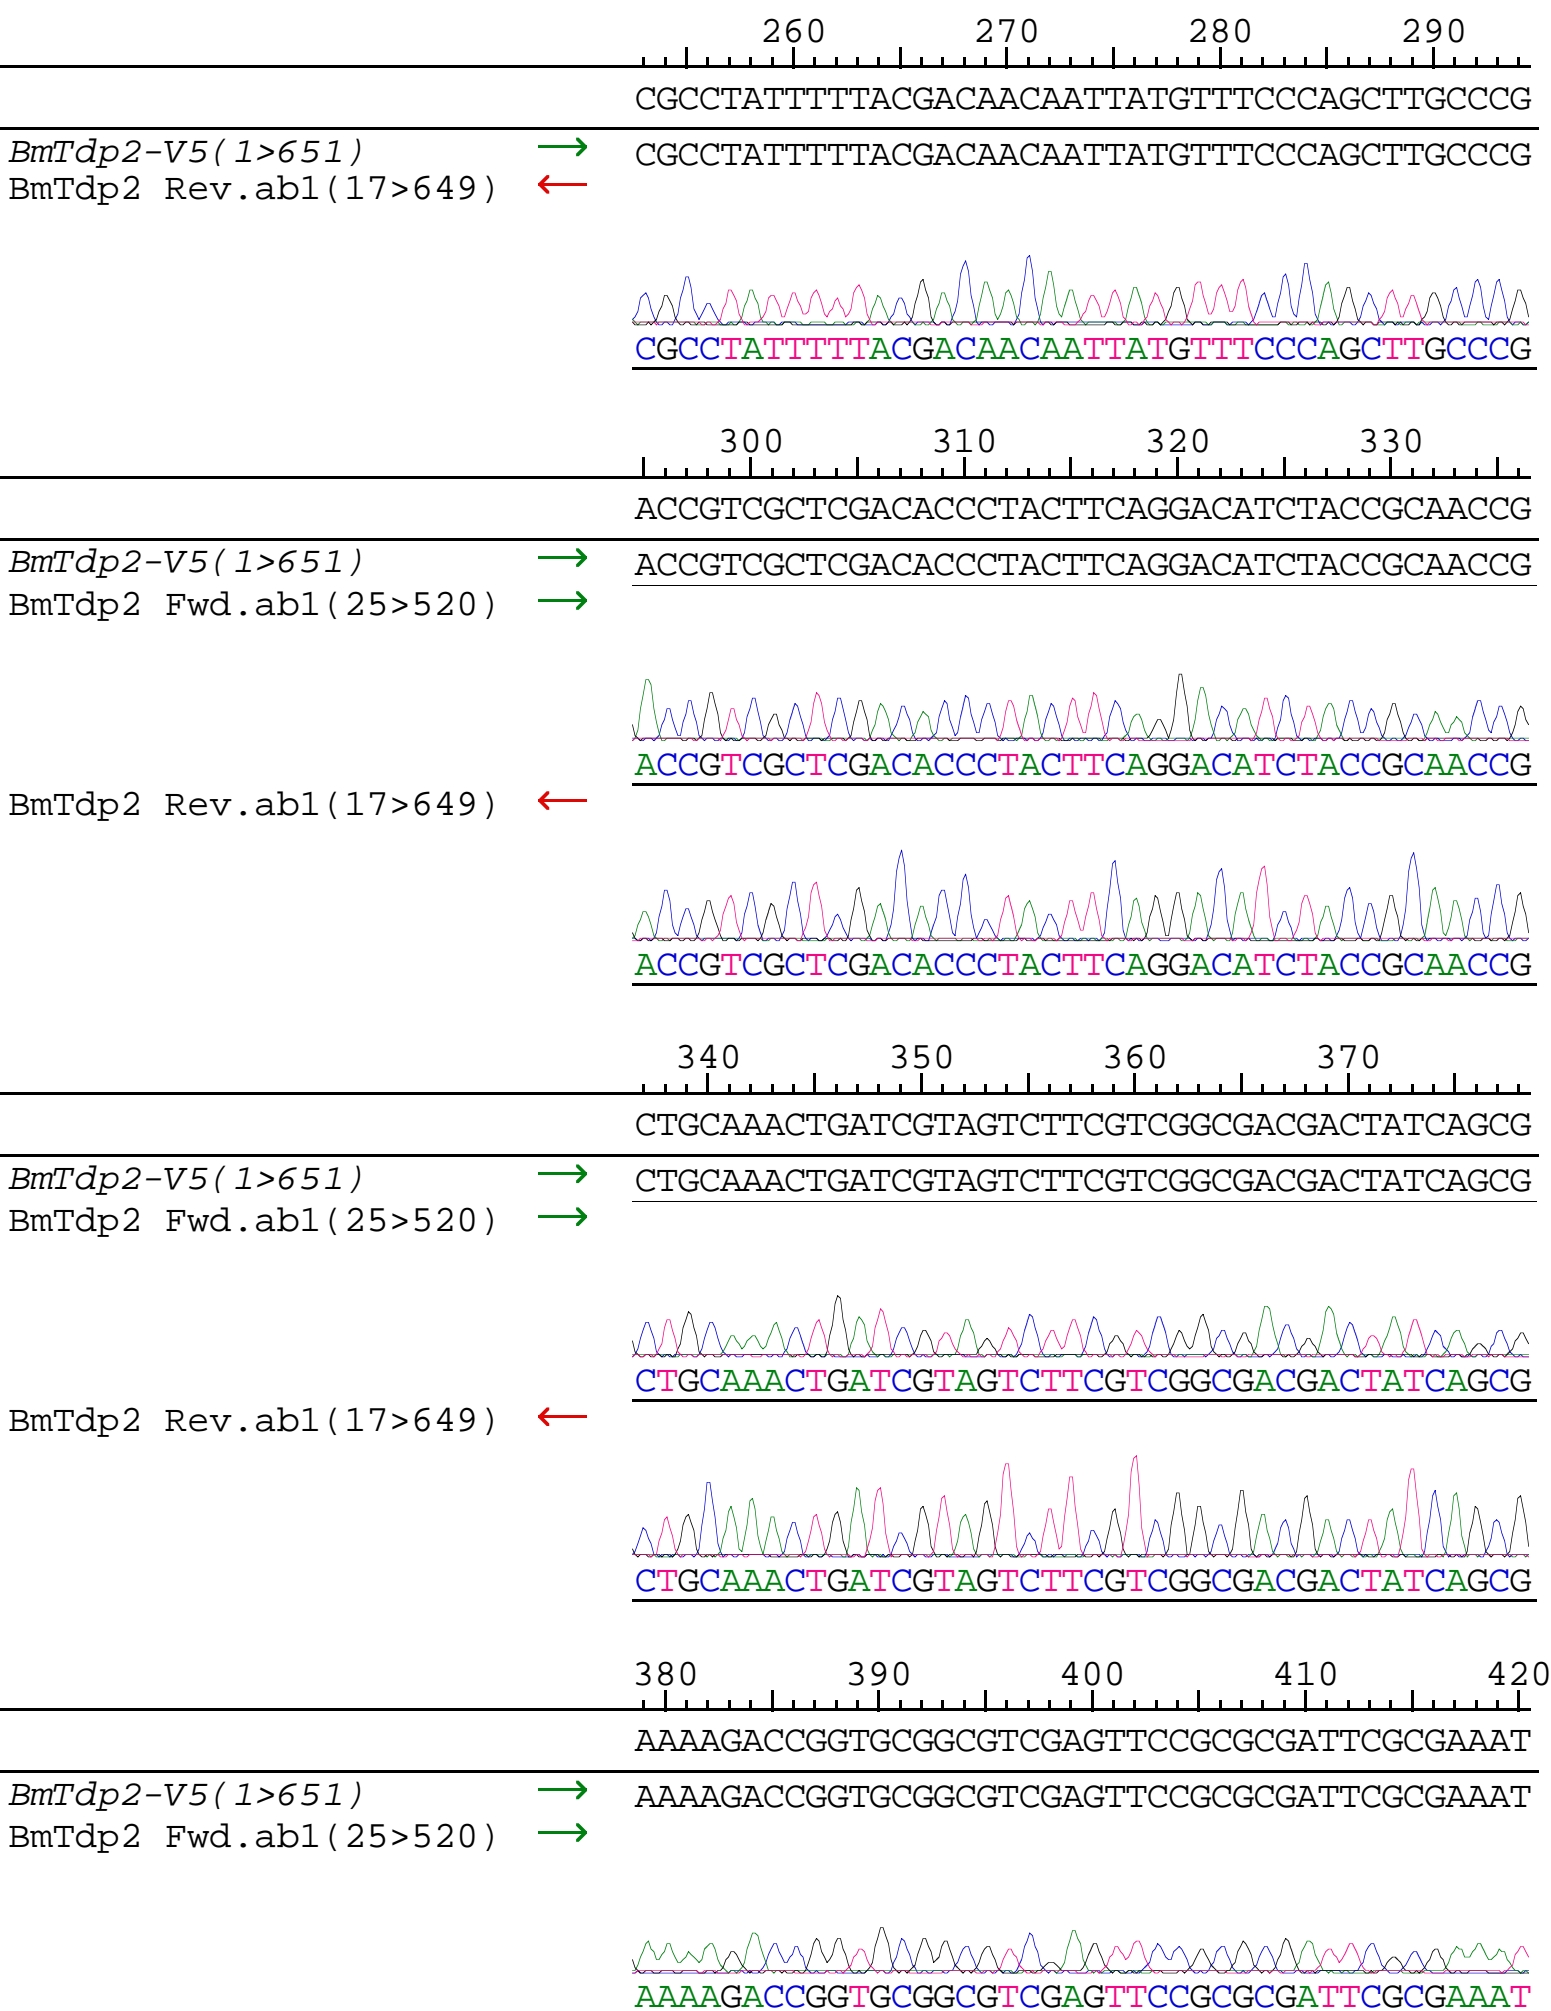 260 270 280 290
CGCCTATTTTTACGACAACAATTATGTTTCCCAGCTTGCCCG
BmTdp2-V5(1>651) → CGCCTATTTTTACGACAACAATTATGTTTCCCAGCTTGCCCG
BmTdp2 Rev.ab1(17>649) ←
CGCCTATTTTTACGACAACAATTATGTTTCCCAGCTTGCCCG
300 310 320 330
ACCGTCGCTCGACACCCTACTTCAGGACATCTACCGCAACCG
BmTdp2-V5(1>651) → ACCGTCGCTCGACACCCTACTTCAGGACATCTACCGCAACCG
BmTdp2 Fwd.ab1(25>520) →
ACCGTCGCTCGACACCCTACTTCAGGACATCTACCGCAACCG
BmTdp2 Rev.ab1(17>649) ←
ACCGTCGCTCGACACCCTACTTCAGGACATCTACCGCAACCG
340 350 360 370
CTGCAAACTGATCGTAGTCTTCGTCGGCGACGACTATCAGCG
BmTdp2-V5(1>651) → CTGCAAACTGATCGTAGTCTTCGTCGGCGACGACTATCAGCG
BmTdp2 Fwd.ab1(25>520) →
CTGCAAACTGATCGTAGTCTTCGTCGGCGACGACTATCAGCG
BmTdp2 Rev.ab1(17>649) ←
CTGCAAACTGATCGTAGTCTTCGTCGGCGACGACTATCAGCG
380 390 400 410 420
AAAAGACCGGTGCGGCGTCGAGTTCCGCGCGATTCGCGAAAT
BmTdp2-V5(1>651) → AAAAGACCGGTGCGGCGTCGAGTTCCGCGCGATTCGCGAAAT
BmTdp2 Fwd.ab1(25>520) →
AAAAGACCGGTGCGGCGTCGAGTTCCGCGCGATTCGCGAAAT